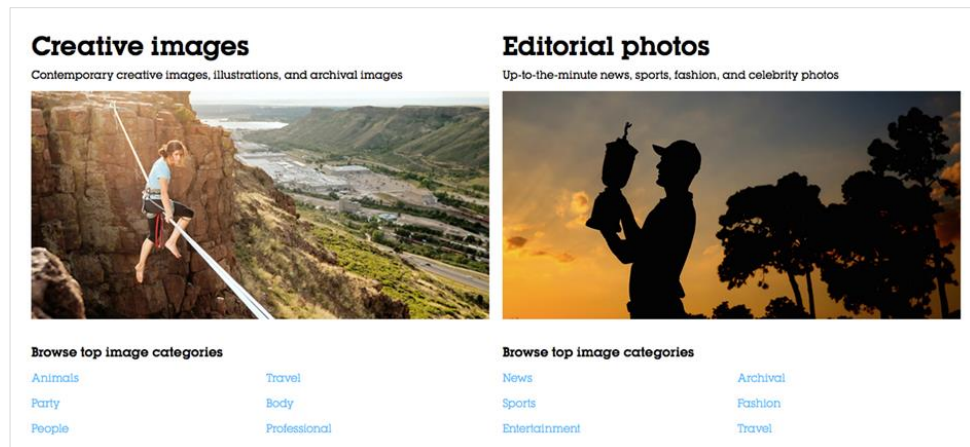 Creative images
Contemporary creative images, illustrations, and archival images
Browse top image categories
Animals
Travel
Party
Body
People
Professional
Editorial photos
Up-to-the-minute news, sports, fashion, and celebrity photos
Browse top image categories
News
Archival
Sports
Fashion
Entertainment
Travel